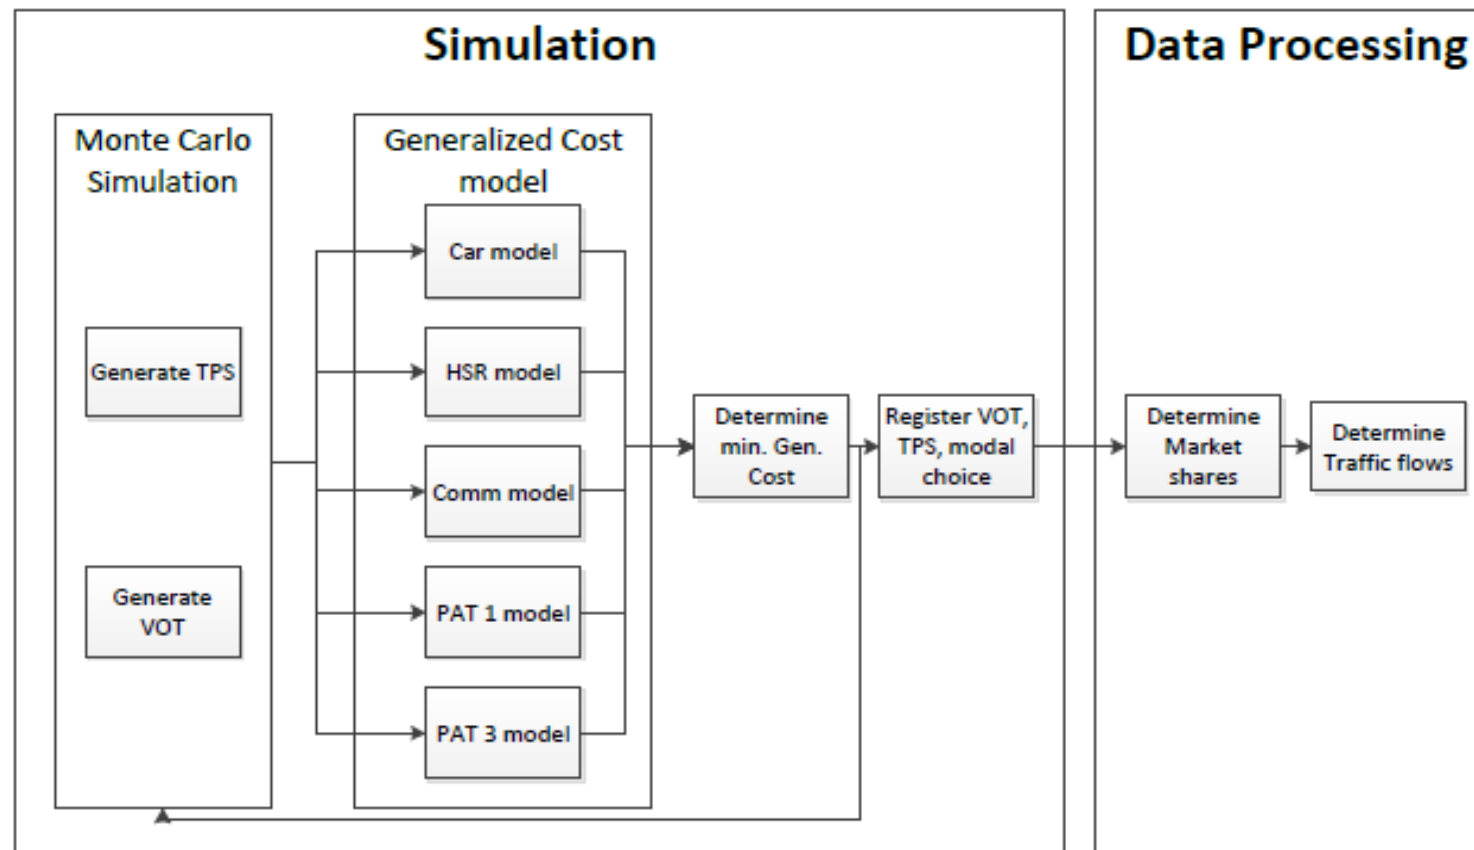 Simulation
Data Processing
Monte Carlo
Simulation
Generate TPS
Generate
VOT
Generalized Cost
model
Car model
HSR model
Comm model
PAT 1 model
PAT 3 model
Determine
min. Gen.
Cost
Register VOT,
TPS, modal
choice
Determine
Market
shares
Determine
Traffic flows